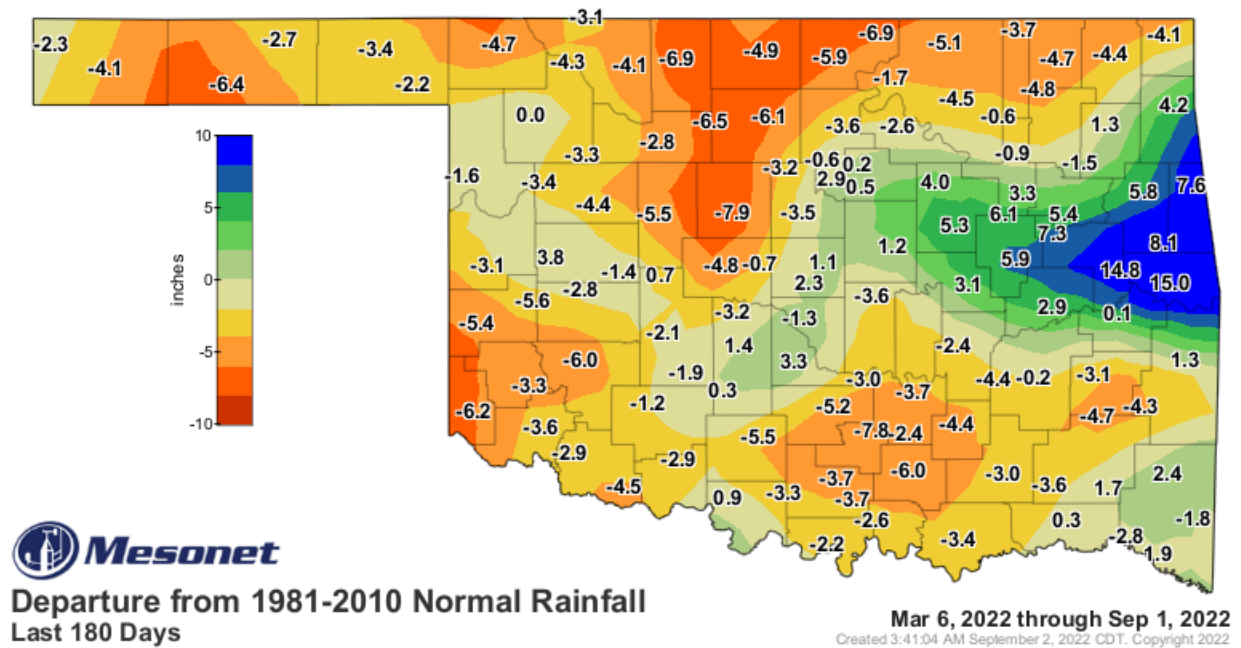 -3.1
-2.3 -2.7 -3.4 -4.7 -4.9 -6.9 -5.1 -3.7 -4.1
-4.1 -6.4 -2.2 -4.3 -4.1 -6.9 -5.9 -1.7 -4.7 -4.4
-4.5 -4.8 4.2
0.0 -6.5 -6.1 -3.6 -2.6 -0.6 1.3
10
-2.8 -3.3 -3.2 -0.6 0.2 -0.9 -1.5
-1.6 -3.4 2.9 0.5 4.0 3.3 5.8 7.6
5 -4.4 -5.5 -7.9 -3.5 5.3 6.1 5.4
7.3
-3.1 3.8 -1.4 0.7 -4.8 -0.7 1.1 1.2 5.9 14.8 8.1
inches
0 -2.8 2.3 3.1 15.0
-5.6 -3.6 2.9 0.1
-5.4 -2.1 -3.2 -1.3
-5 -6.0 1.4 3.3 -2.4 1.3
-3.3 -1.9 0.3 -3.0 -3.7 -4.4 -0.2 -3.1
-6.2 -1.2 -5.2 -4.7 -4.3
-10 -3.6 -5.5 -7.8 -2.4 -4.4
-2.9 -2.9 -6.0 -3.0 2.4
-4.5 0.9 -3.3 -3.7 -3.6 1.7
-3.7
-2.6 0.3 -1.8
-2.2 -3.4 -2.8
1.9
Mesonet
Departure from 1981-2010 Normal Rainfall
Last 180 Days
Mar 6, 2022 through Sep 1, 2022
Created 3:41:04 AM September 2, 2022 CDT. Copyright 2022